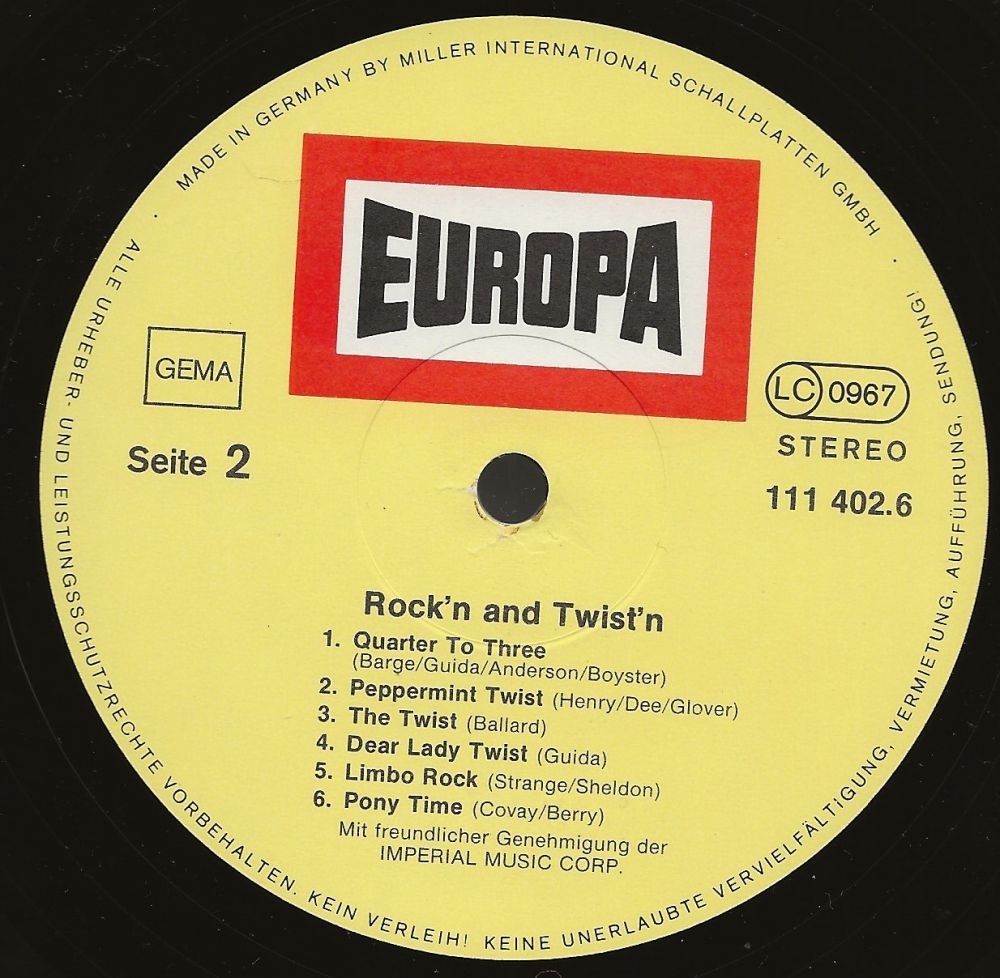 MADE IN GERMANY BY MILLER INTERNATIONAL SCHALLPLATTEN GMBH
EUROPA
GEMA
LC 0967
STEREO
Seite 2
111 402.6
Rock'n and Twist'n
1. Quarter To Three
(Barge/Guida/Anderson/Boyster)
2. Peppermint Twist (Henry/Dee/Glover)
3. The Twist (Ballard)
4. Dear Lady Twist (Guida)
5. Limbo Rock (Strange/Sheldon)
6. Pony Time (Covay/Berry)
Mit freundlicher Genehmigung der
IMPERIAL MUSIC CORP.
ALLE URHEBER- UND LEISTUNGSSCHUTZRECHTE VORBEHALTEN. KEIN VERLEIH! KEINE UNERLAUBTE VERVIELFÄLTIGUNG, VERMIETUNG, AUFFÜHRUNG, SENDUNG!